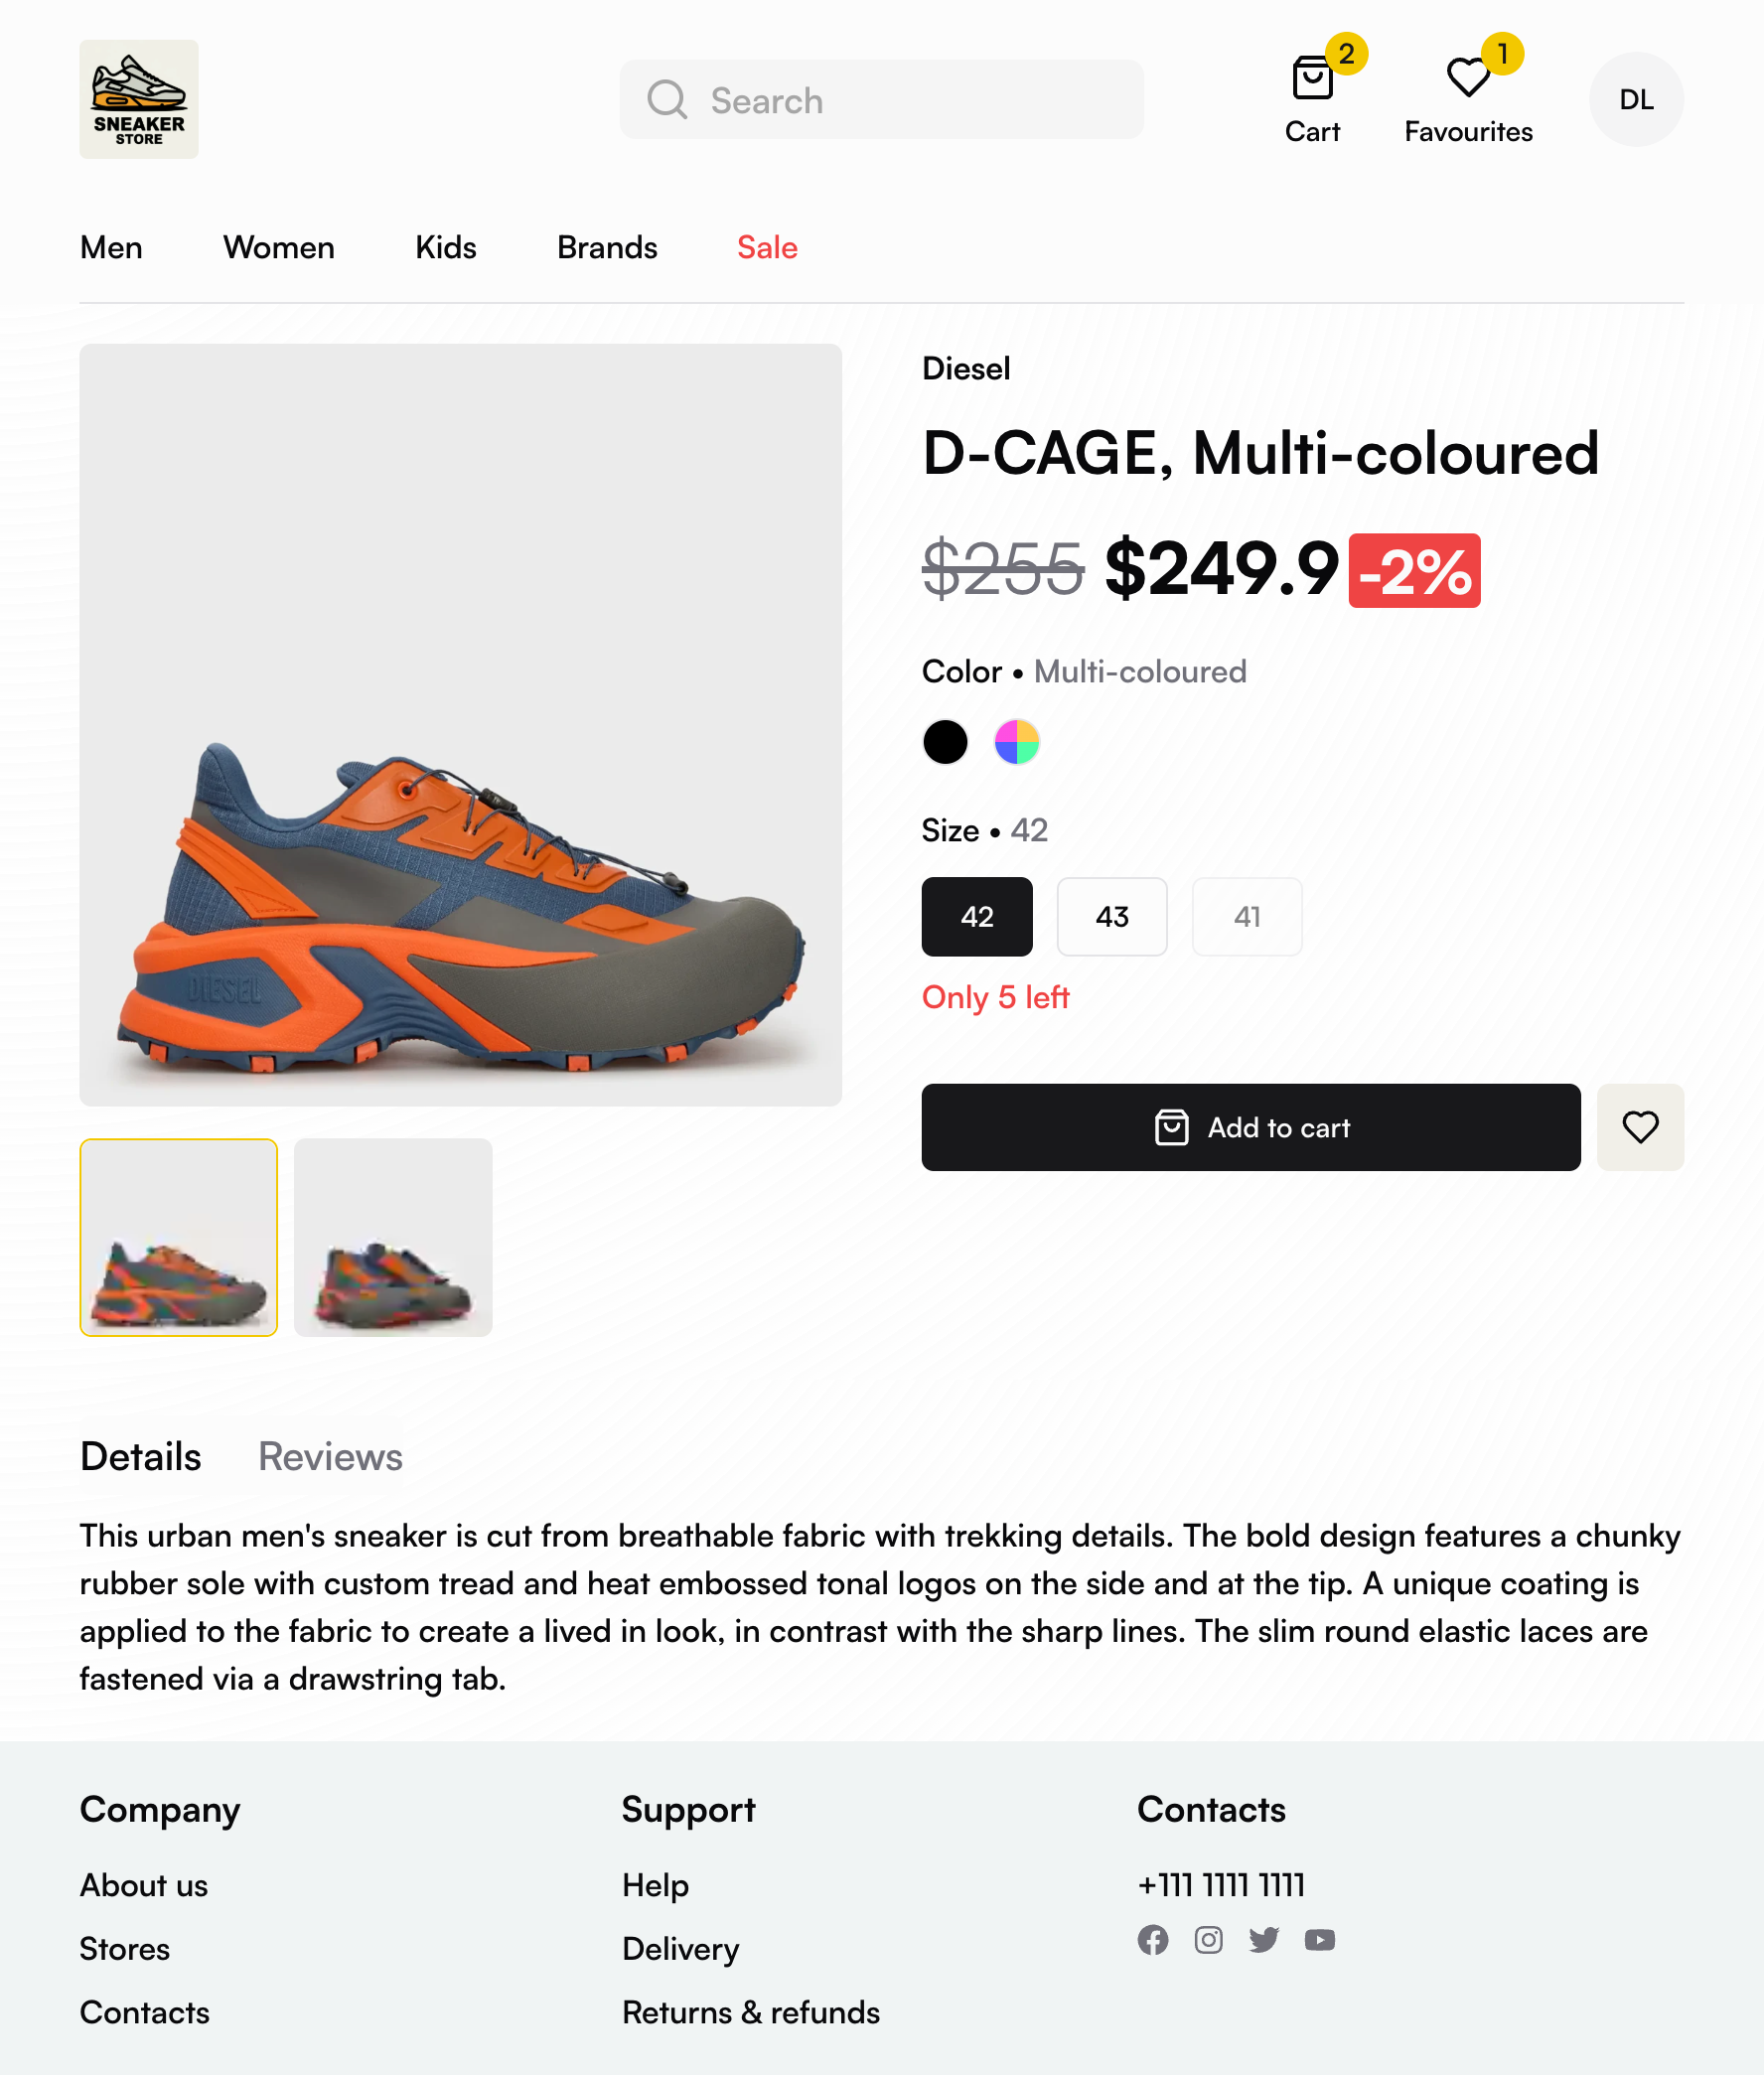 SNEAKER
STORE
Search
2
Cart
1
Favourites
DL
Men Women Kids Brands Sale
Diesel
D-CAGE, Multi-coloured
$255 $249.9 -2%
Color • Multi-coloured
Size • 42
42 43 41
Only 5 left
Add to cart
DIESEL
Details Reviews
This urban men's sneaker is cut from breathable fabric with trekking details. The bold design features a chunky
rubber sole with custom tread and heat embossed tonal logos on the side and at the tip. A unique coating is
applied to the fabric to create a lived in look, in contrast with the sharp lines. The slim round elastic laces are
fastened via a drawstring tab.
Company
About us
Stores
Contacts
Support
Help
Delivery
Returns & refunds
Contacts
+111 1111 1111